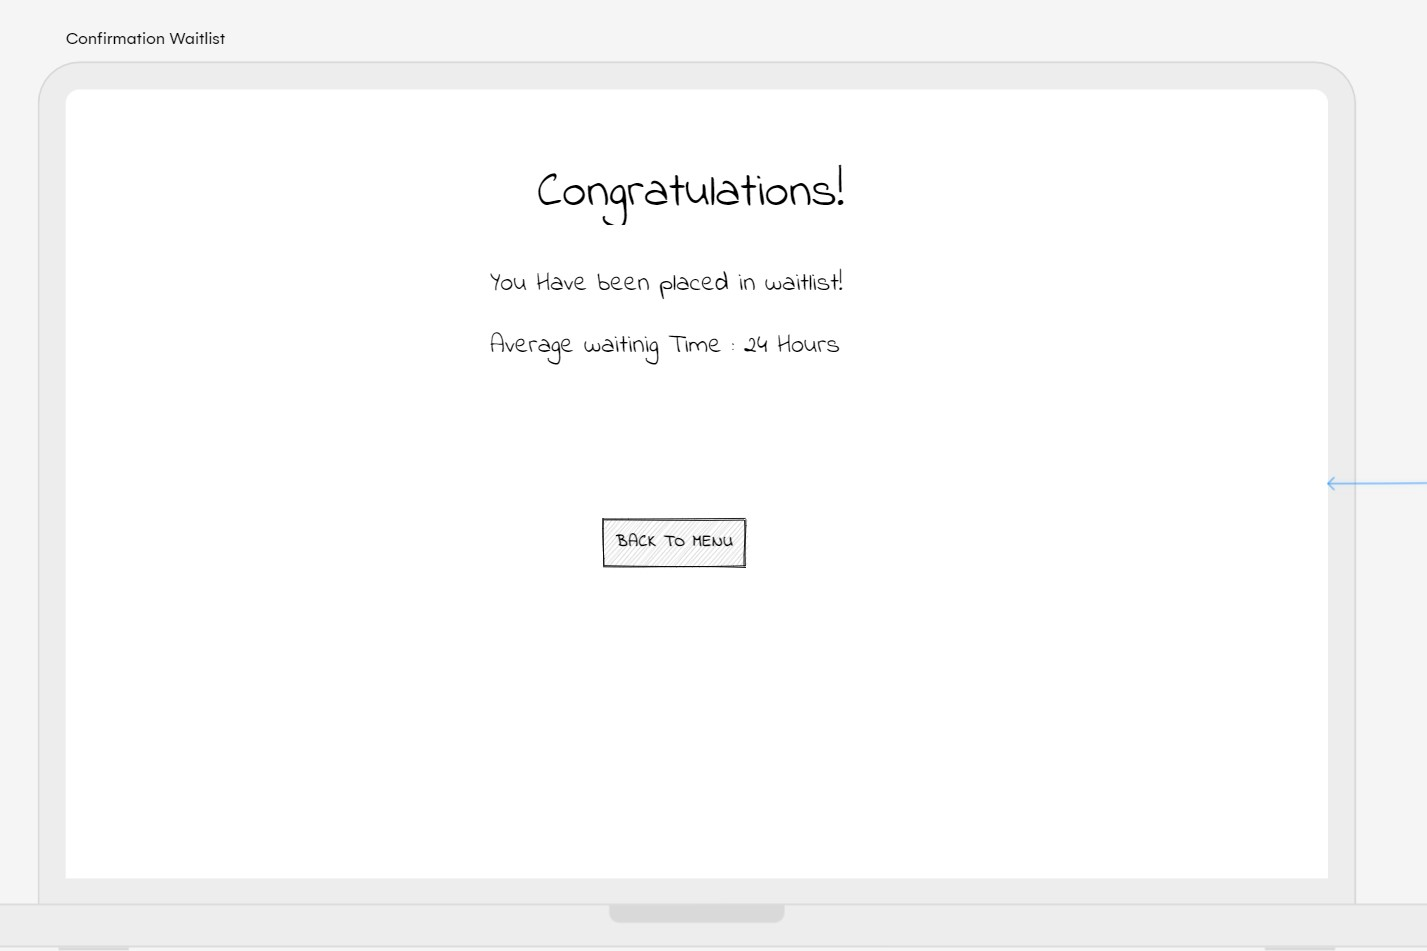 Confirmation Waitlist
Congratulations!
You Have been placed in waitlist!
Average waitinig Time : 24 Hours
BACK TO MENU